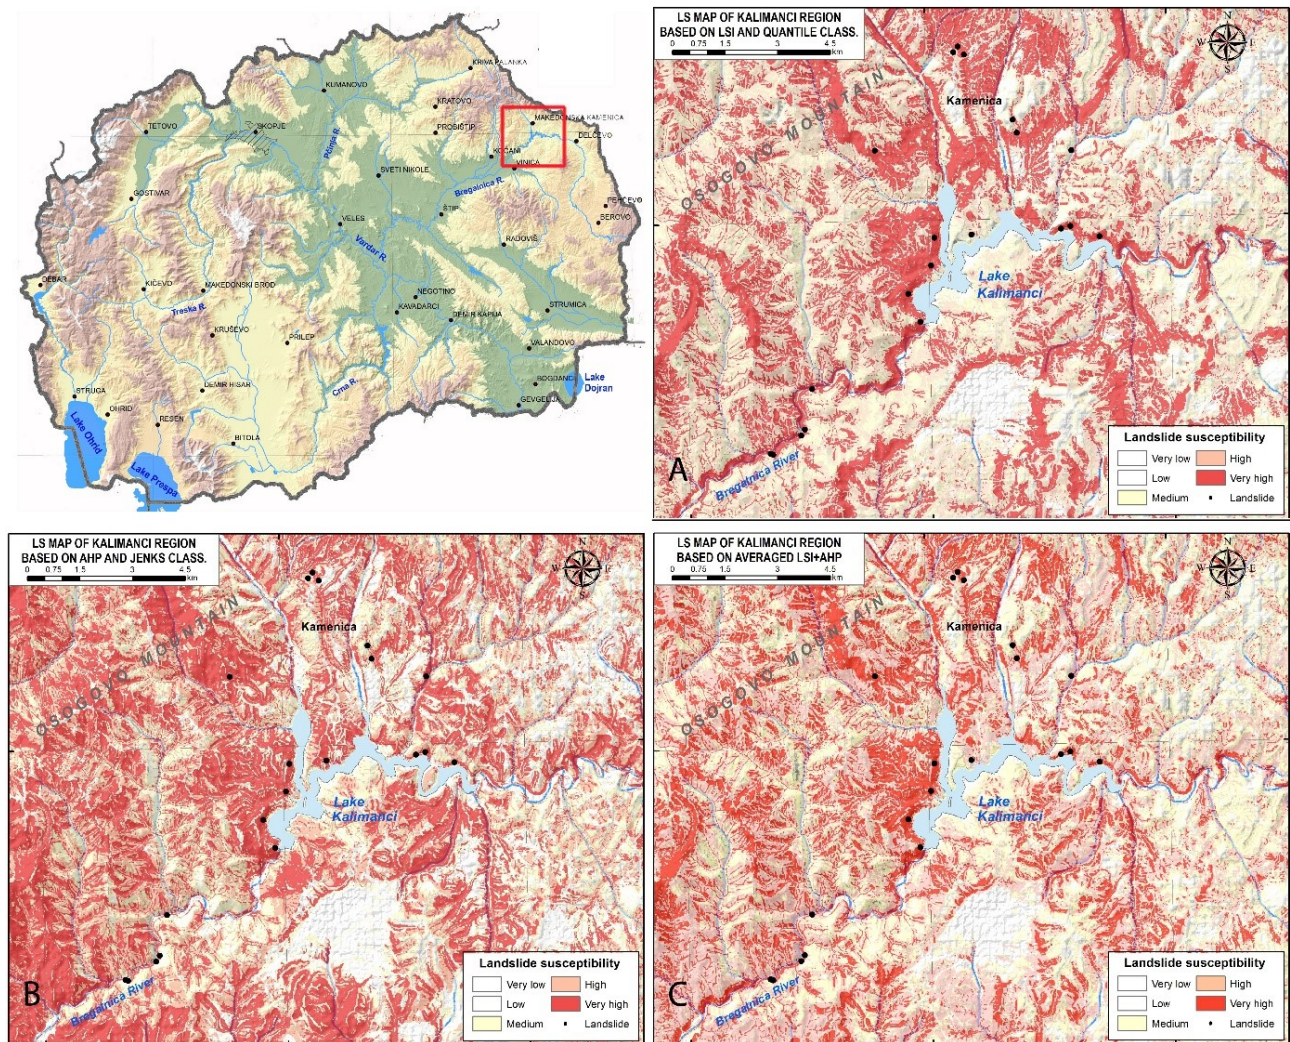 KRIVA PALANKA
KUMANOVO
KRATOVO
MAKEDONSKA KAMENICA
TETOVO
SKOPJE
PROBIŠTIP
DELČEVO
Pčinja R.
KOČANI
VINICA
SVETI NIKOLE
Bregalnica R.
GOSTIVAR
PEHČEVO
BEROVO
ŠTIP
VELES
RADOVIŠ
Vardar R.
DEBAR
KIČEVO
MAKEDONSKI BROD
NEGOTINO
Treska R.
KAVADARCI
STRUMICA
DEMIR KAPIJA
KRUŠEVO
PRILEP
VALANDOVO
DEMIR HISAR
Crna R.
BOGDANCI
Lake
Dojran
STRUGA
GEVGELIJA
OHRID
RESEN
Lake Ohrid
BITOLA
Lake Prespa
LS MAP OF KALIMANCI REGION
BASED ON LSI AND QUANTILE CLASS.
0 0.75 1.5 3 4.5
km
N
W E
S
Kamenica
OSOGOVO MOUNTAIN
Lake
Kalimanci
Bregalnica River
A
Landslide susceptibility
Very low High
Low Very high
Medium Landslide
LS MAP OF KALIMANCI REGION
BASED ON AHP AND JENKS CLASS.
0 0.75 1.5 3 4.5
km
N
W E
S
Kamenica
OSOGOVO MOUNTAIN
Lake
Kalimanci
Bregalnica River
B
Landslide susceptibility
Very low High
Low Very high
Medium Landslide
LS MAP OF KALIMANCI REGION
BASED ON AVERAGED LSI+AHP
0 0.75 1.5 3 4.5
km
N
W E
S
Kamenica
OSOGOVO MOUNTAIN
Lake
Kalimanci
Bregalnica River
C
Landslide susceptibility
Very low High
Low Very high
Medium Landslide